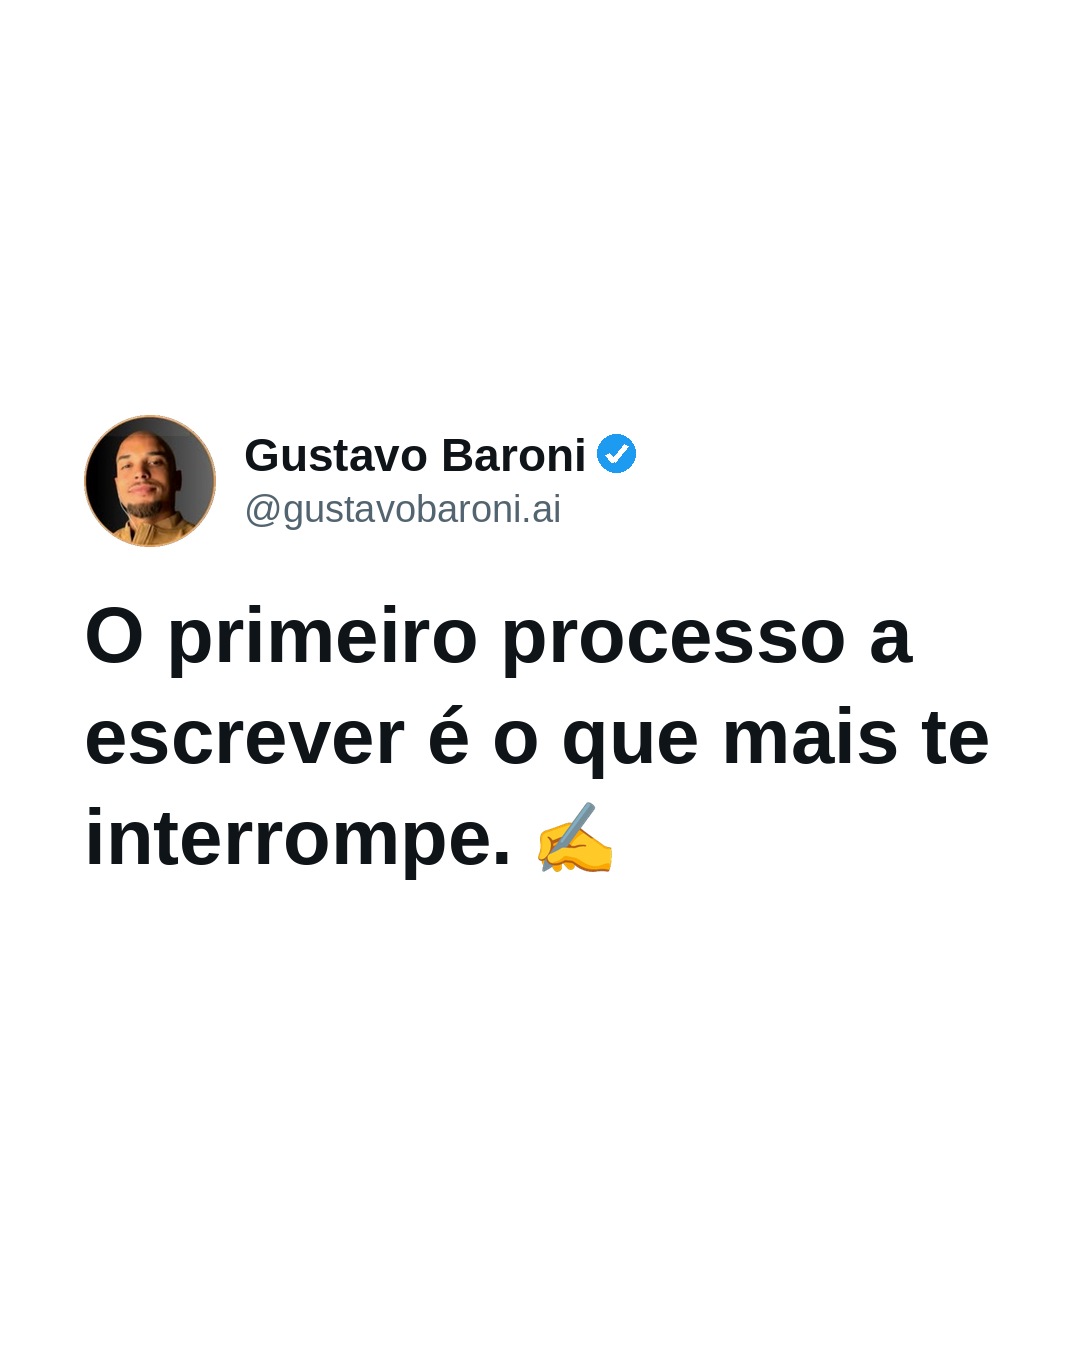 Gustavo Baroni
@gustavobaroni.ai
O primeiro processo a
escrever é o que mais te
interrompe. ✍️